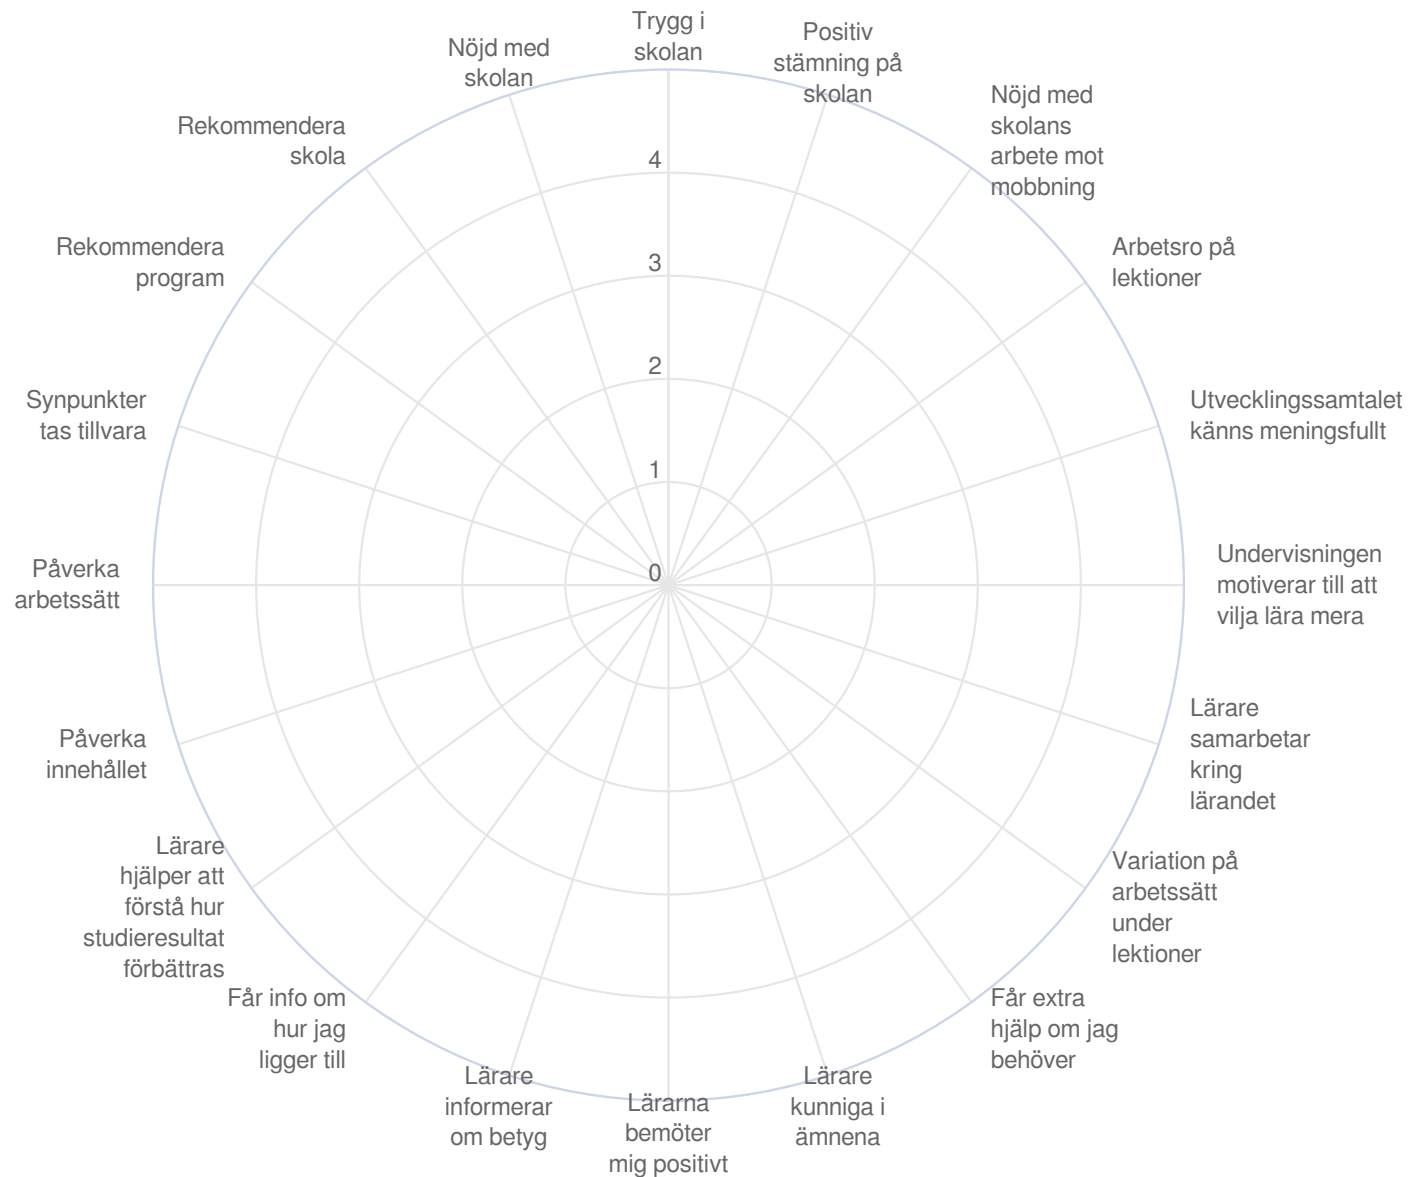 Trygg i
skolan
Positiv
stämning på
skolan
Nöjd med
skolans
arbete mot
mobbning
Arbetsro på
lektioner
Utvecklingssamtalet
känns meningsfullt
Undervisningen
motiverar till att
vilja lära mera
Lärare
samarbetar
kring
lärandet
Variation på
arbetssätt
under
lektioner
Får extra
hjälp om jag
behöver
Lärare
kunniga i
ämnena
Lärarna
bemöter
mig positivt
Lärare
informerar
om betyg
Får info om
hur jag
ligger till
Lärare
hjälper att
förstå hur
studieresultat
förbättras
Påverka
innehållet
Påverka
arbetssätt
Synpunkter
tas tillvara
Rekommendera
program
Rekommendera
skola
Nöjd med
skolan
4
3
2
1
0